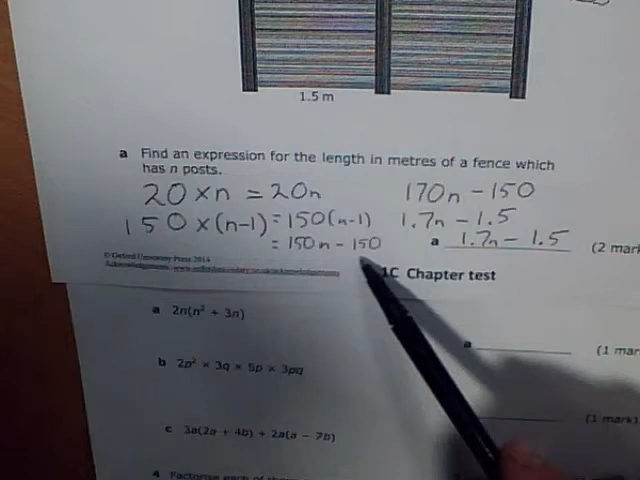 1.5 m
a Find an expression for the length in metres of a fence which
has n posts.
20 × n = 20n 170n - 150
150 × (n-1) = 150(n-1) 1.7n - 1.5
= 150n - 150 a 1.7n - 1.5 (2 mark
© Oxford University Press 2014
Acknowledgements:
1C Chapter test
a 2n(n² + 3n)
a (1 mar
b 2p² × 3q × 5p × 3pq
(1 mark)
c 3a(2a + 4b) + 2a(a − 7b)
4 Factorise each of